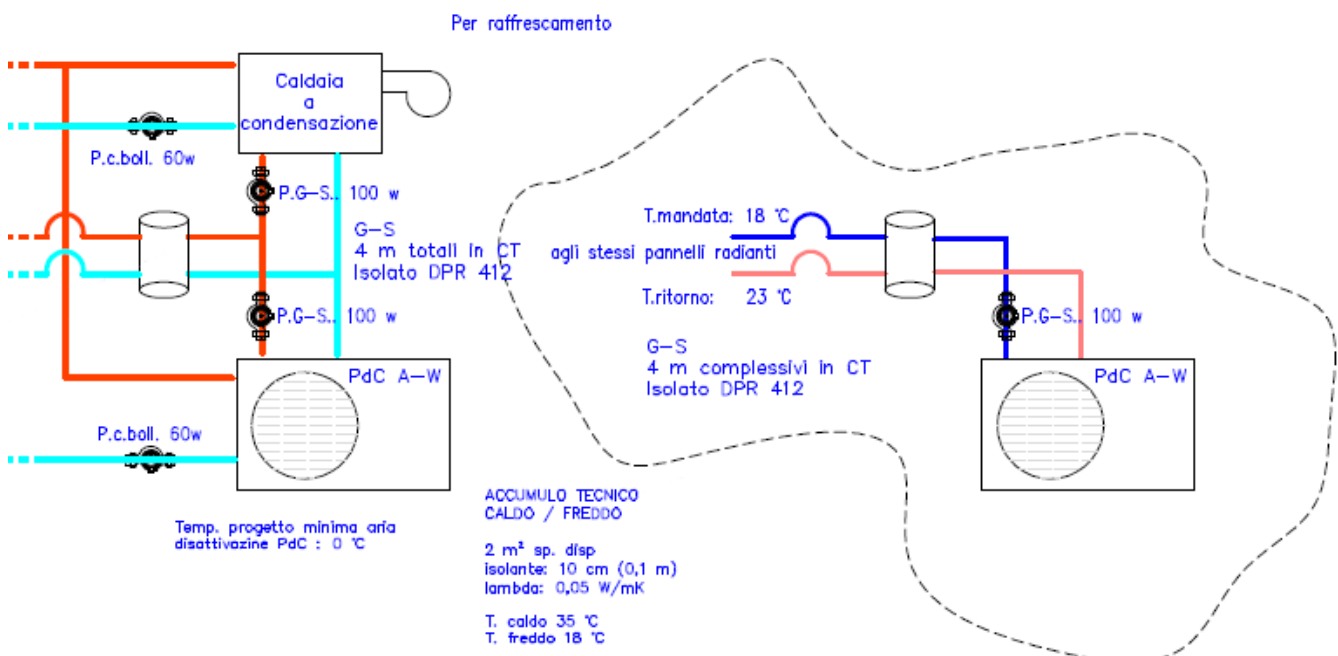 Per raffrescamento
Caldaia
a
condensazione
P.c.boll. 60w
P.G-S.. 100 w
G-S
4 m totali in CT
Isolato DPR 412
P.G-S.. 100 w
PdC A-W
P.c.boll. 60w
Temp. progetto minima aria
disattivazine PdC : 0 °C
ACCUMULO TECNICO
CALDO / FREDDO
2 m² sp. disp
isolante: 10 cm (0,1 m)
lambda: 0,05 W/mK
T. caldo 35 °C
T. freddo 18 °C
T.mandata: 18 °C
agli stessi pannelli radianti
T.ritorno: 23 °C
G-S
4 m complessivi in CT
Isolato DPR 412
P.G-S.. 100 w
PdC A-W